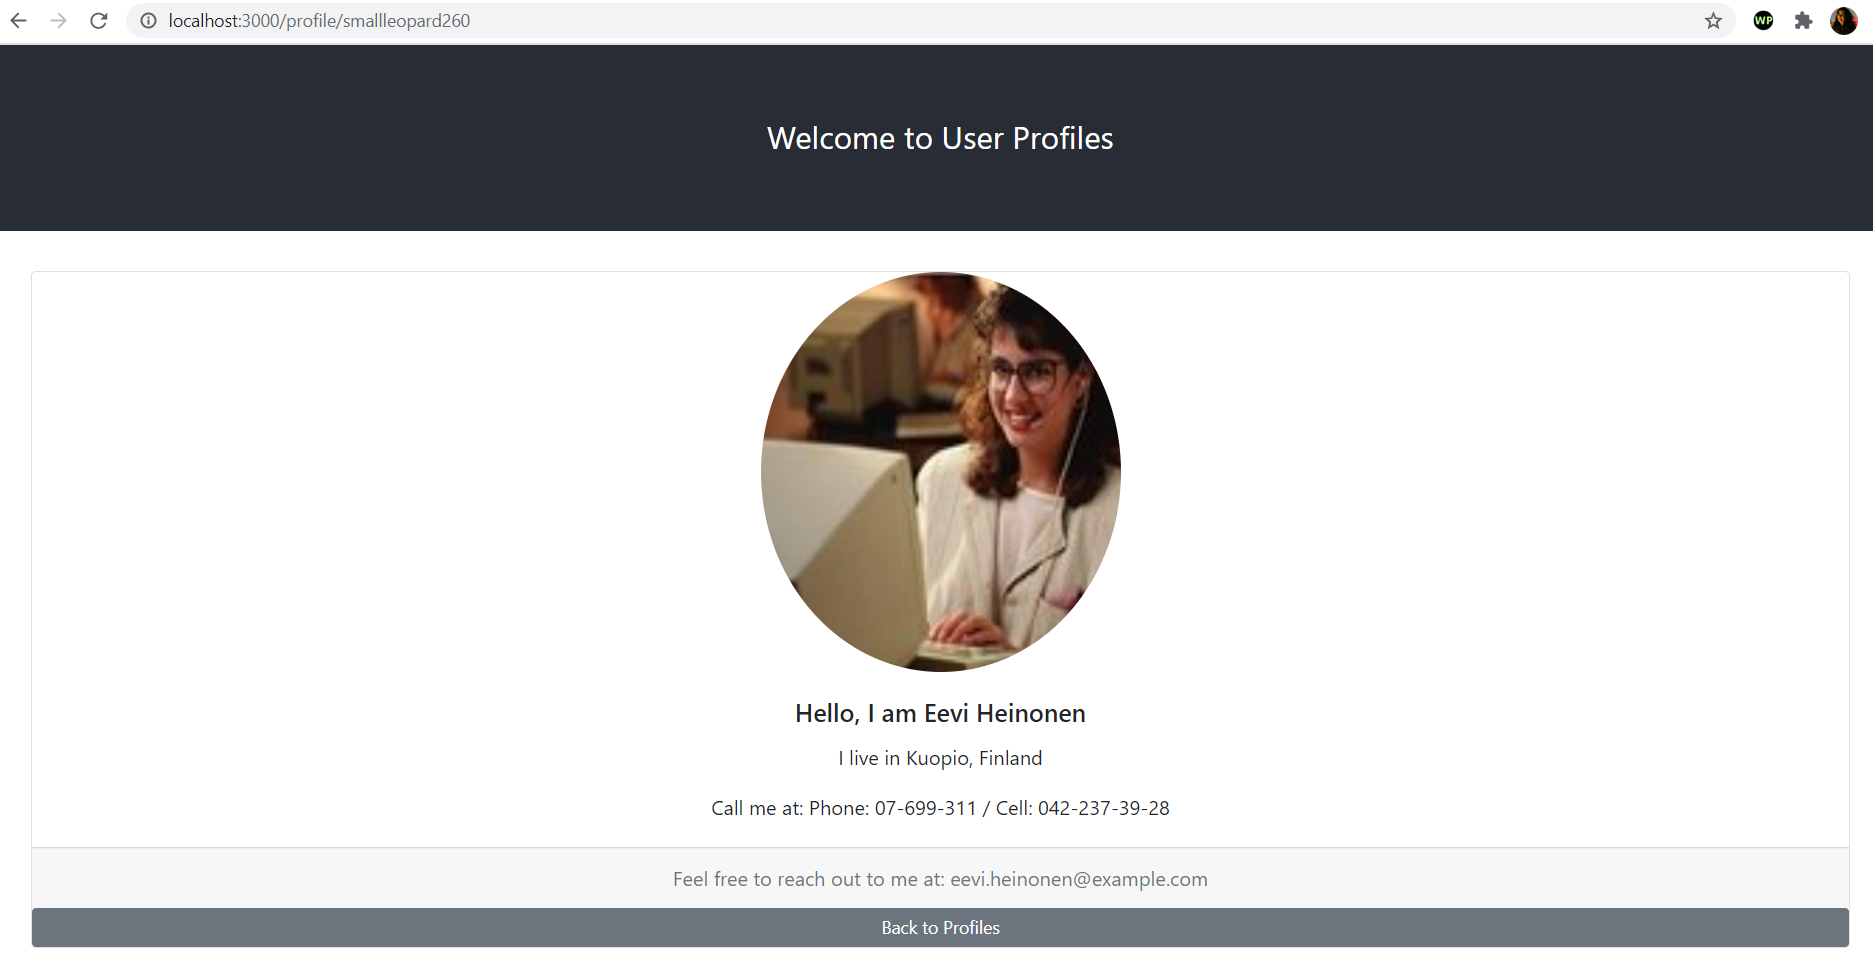 localhost:3000/profile/smallleopard260
WP
Welcome to User Profiles
Hello, I am Eevi Heinonen
I live in Kuopio, Finland
Call me at: Phone: 07-699-311 / Cell: 042-237-39-28
Feel free to reach out to me at: eevi.heinonen@example.com
Back to Profiles